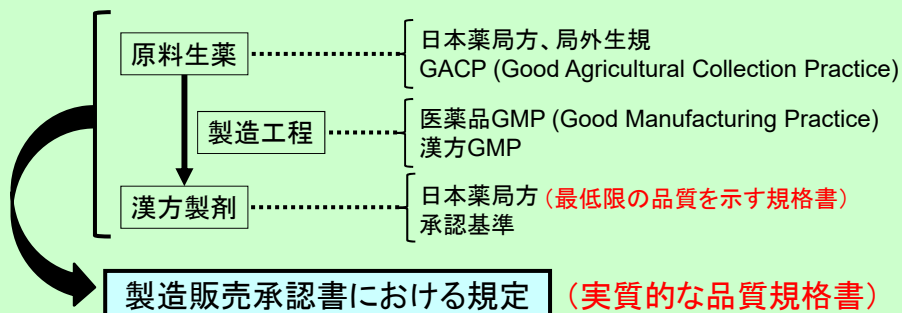 原料生薬
日本薬局方、局外生規
GACP (Good Agricultural Collection Practice)
製造工程
医薬品GMP (Good Manufacturing Practice)
漢方GMP
漢方製剤
日本薬局方（最低限の品質を示す規格書）
承認基準
製造販売承認書における規定（実質的な品質規格書）